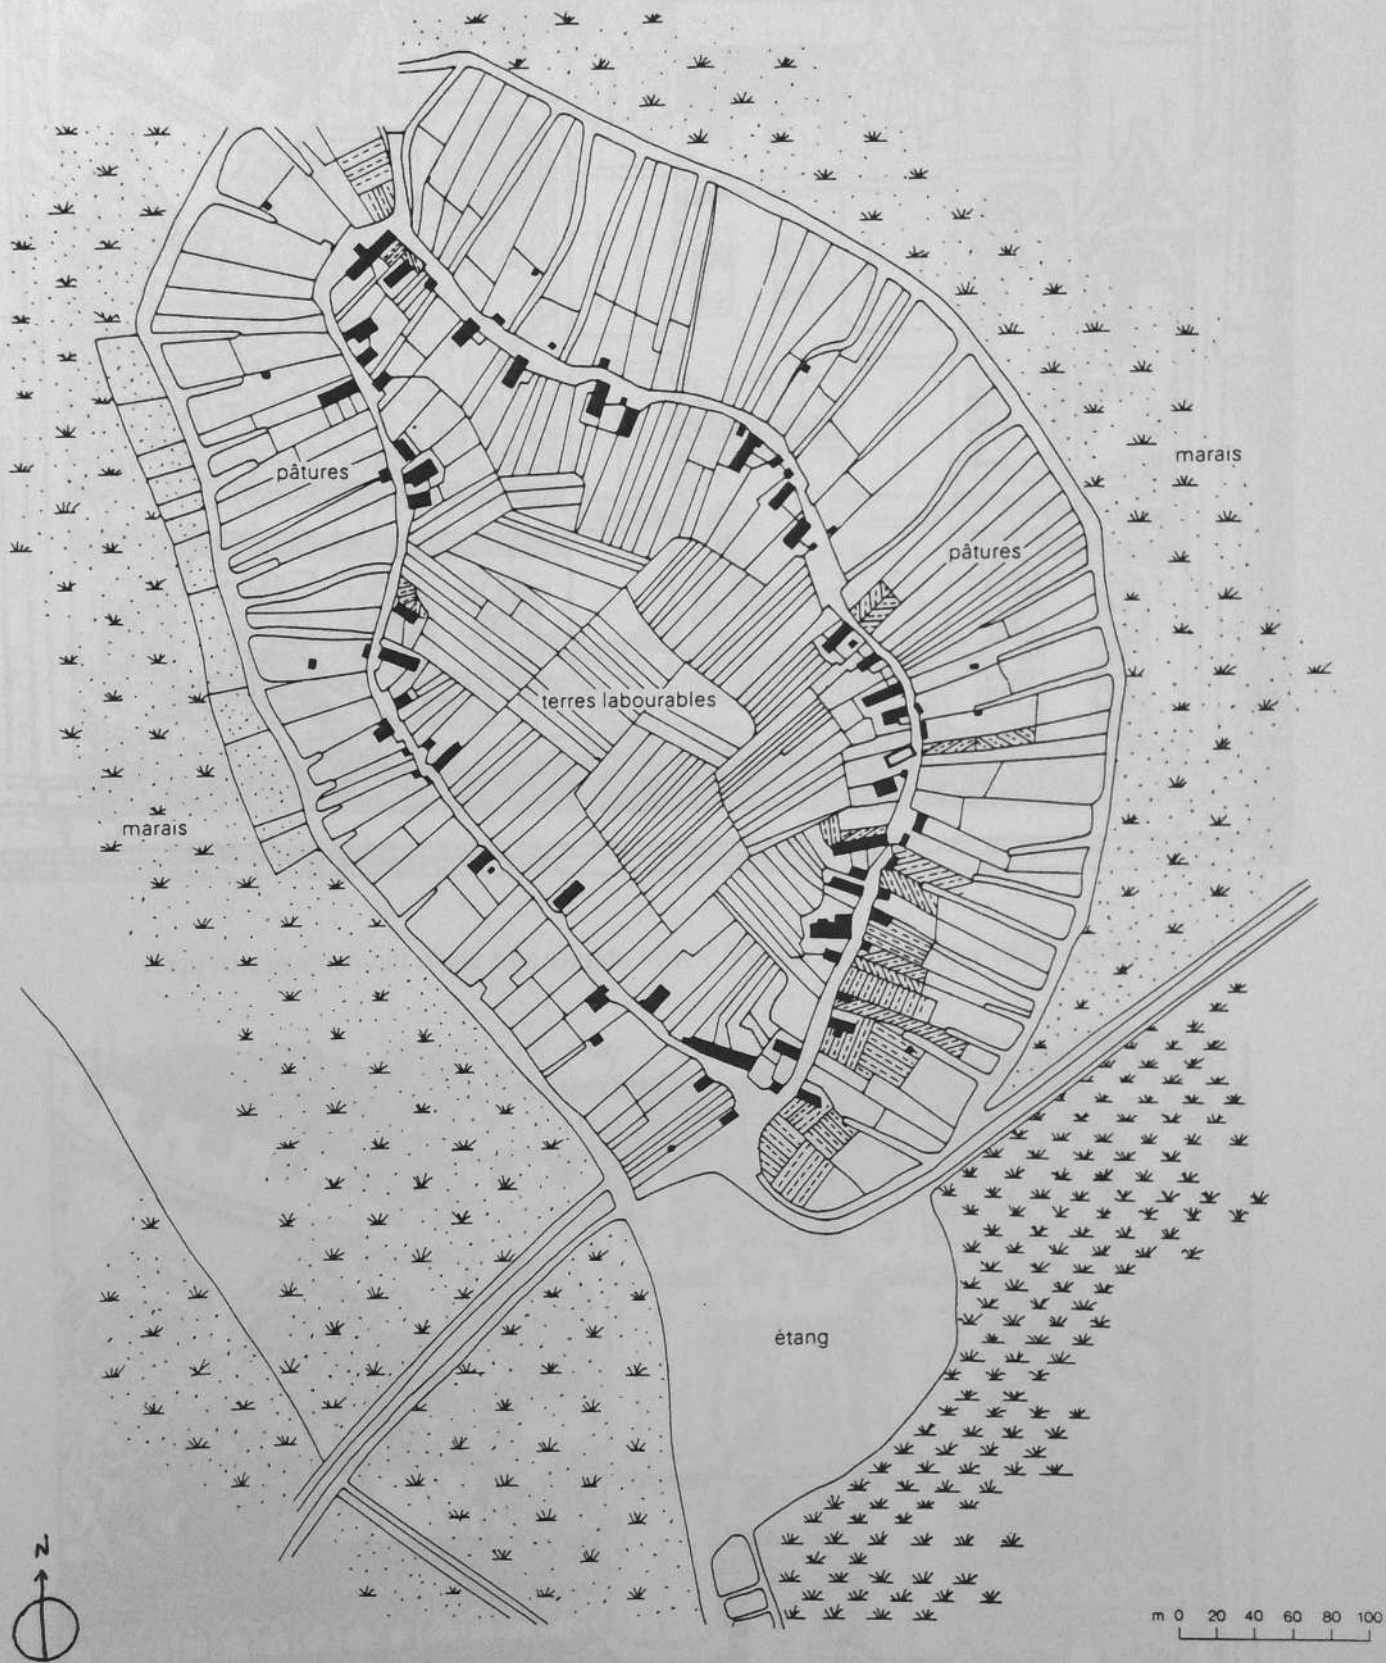 marais
pâtures
pâtures
terres labourables
marais
étang
N
m 0 20 40 60 80 100